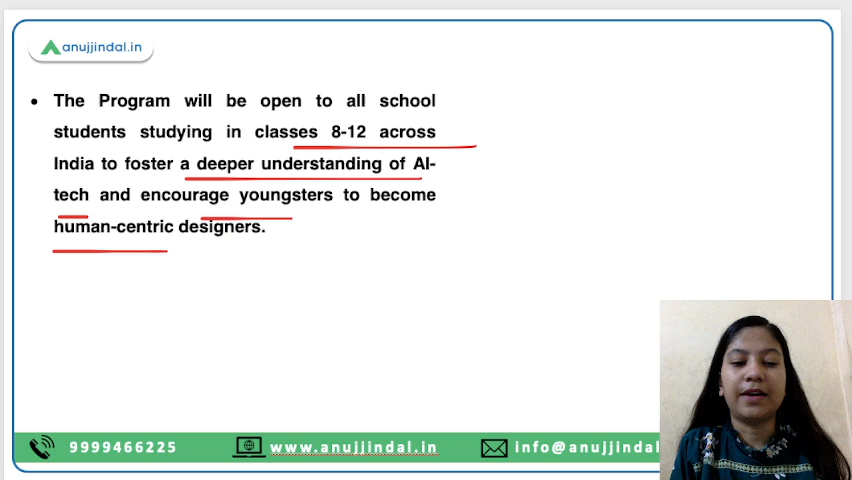 anujjindal.in
• The Program will be open to all school
students studying in classes 8-12 across
India to foster a deeper understanding of AI-
tech and encourage youngsters to become
human-centric designers.
9999466225 www.anujjindal.in info@anujjindal